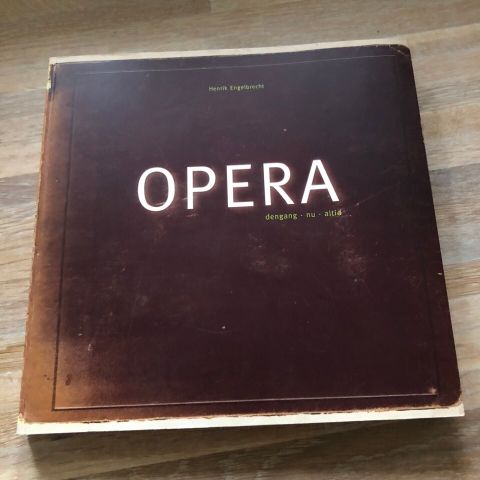 Henrik Engelbrecht
OPERA
dengang · nu · altid